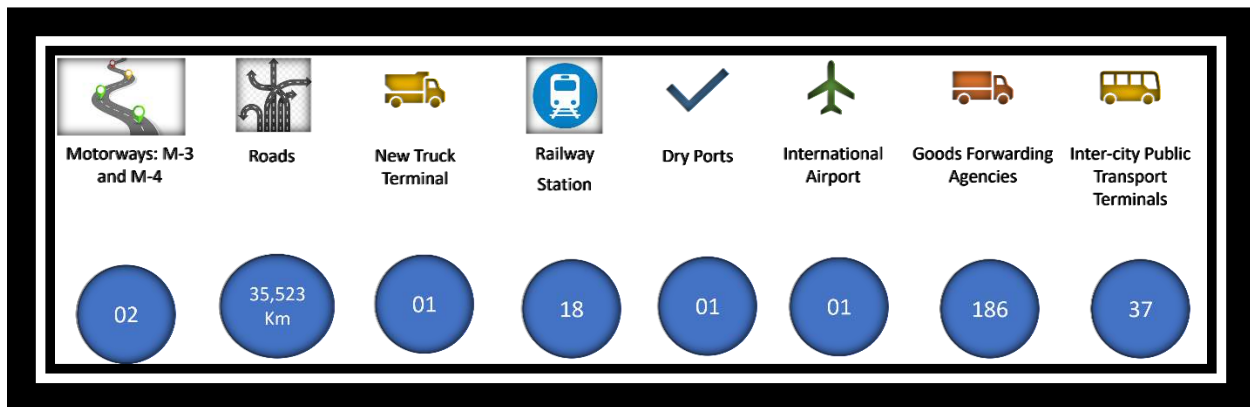 Motorways: M-3
and M-4
Roads
New Truck
Terminal
Railway
Station
Dry Ports
International
Airport
Goods Forwarding
Agencies
Inter-city Public
Transport
Terminals
02
35,523
Km
01
18
01
01
186
37